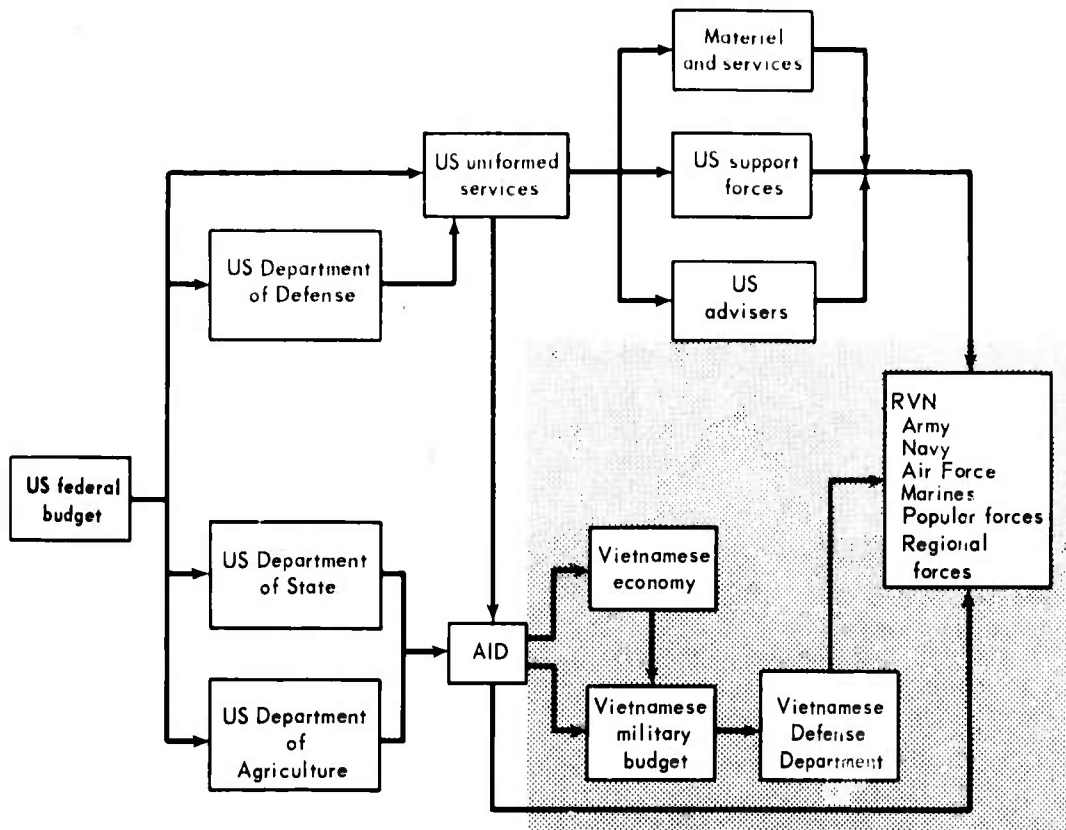 Materiel
and services
US uniformed
services
US support
forces
US Department
of Defense
US
advisers
RVN
Army
Navy
Air Force
Marines
Popular forces
Regional
forces
US federal
budget
US Department
of State
Vietnamese
economy
AID
US Department
of
Agriculture
Vietnamese
military
budget
Vietnamese
Defense
Department